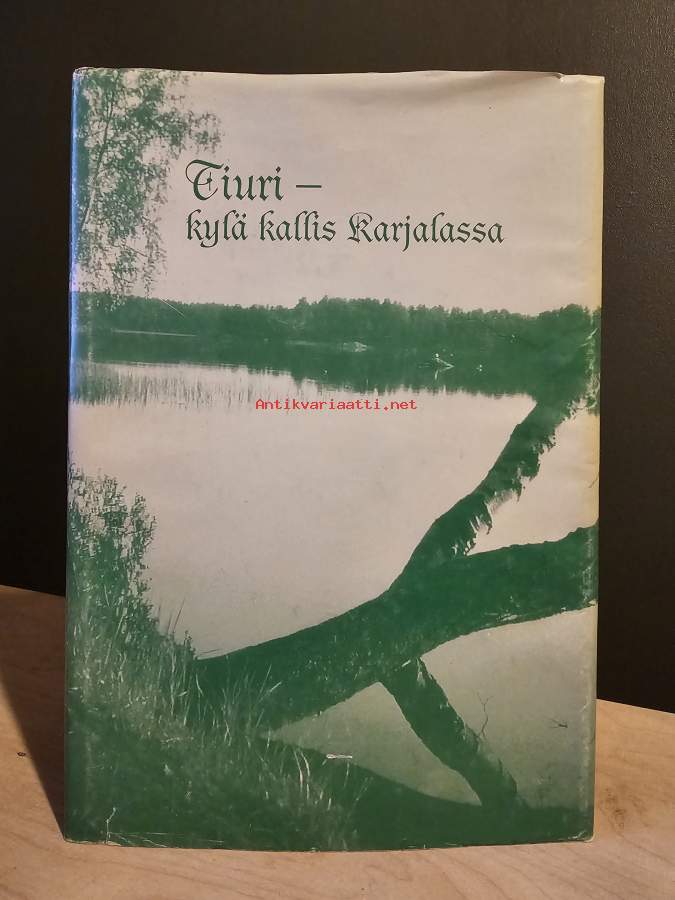 Tiuri –
kylä kallis Karjalassa
Antikvariaatti.net